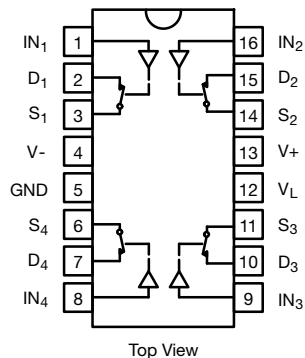 IN1 1 16 IN2
D1 2 15 D2
S1 3 14 S2
V- 4 13 V+
GND 5 12 VL
S4 6 11 S3
D4 7 10 D3
IN4 8 9 IN3
Top View